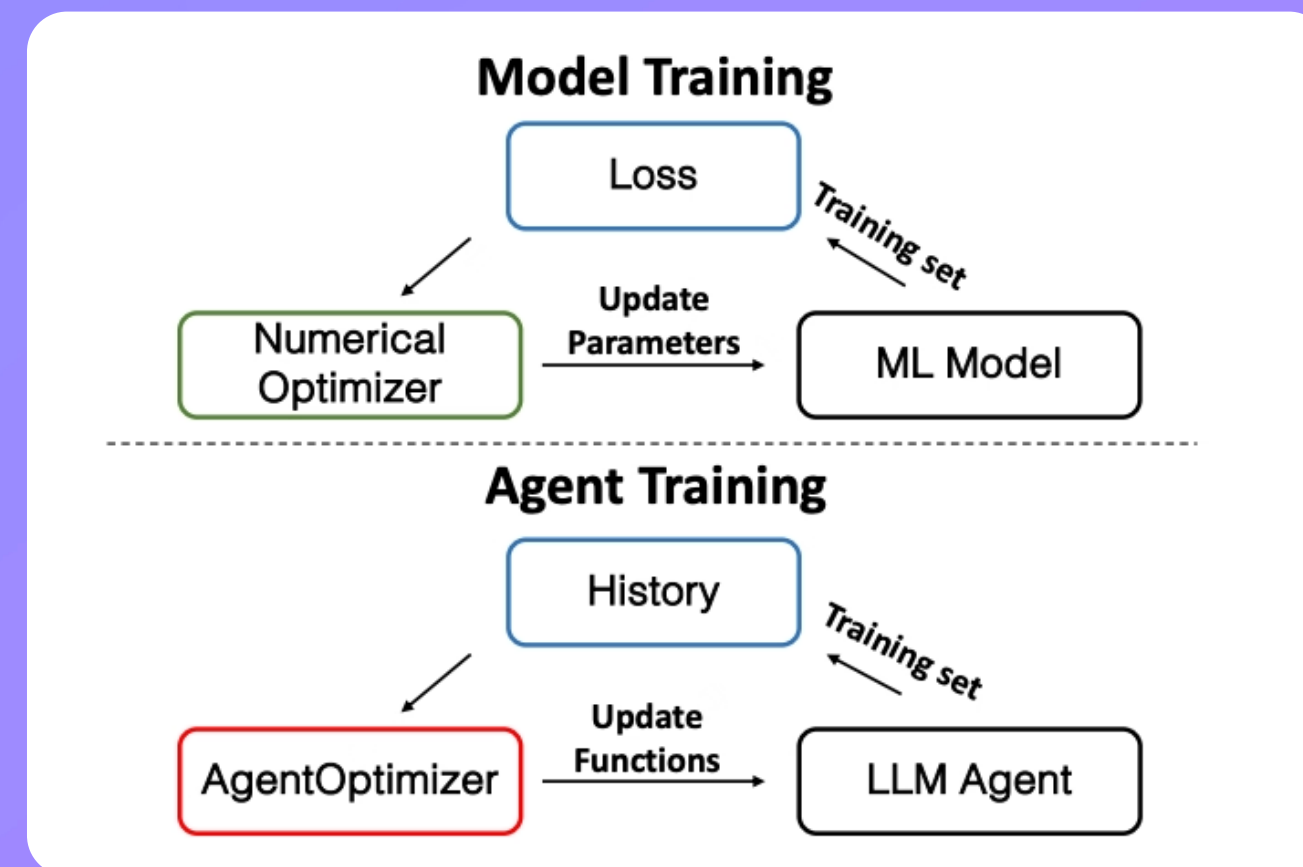 Model Training
Loss
Training set
Update
Parameters
Numerical
Optimizer
ML Model
Agent Training
History
Training set
Update
Functions
AgentOptimizer
LLM Agent